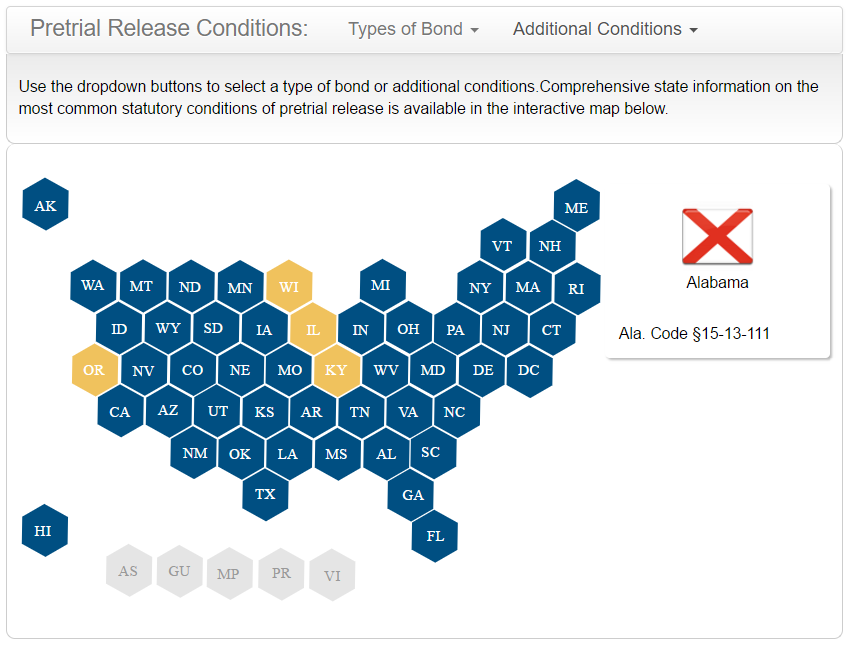 Pretrial Release Conditions: Types of Bond Additional Conditions
Use the dropdown buttons to select a type of bond or additional conditions.Comprehensive state information on the
most common statutory conditions of pretrial release is available in the interactive map below.
AK
ME
VT NH
WA MT ND MN WI MI NY MA RI
ID WY SD IA IL IN OH PA NJ CT
OR NV CO NE MO KY WV MD DE DC
CA AZ UT KS AR TN VA NC
NM OK LA MS AL SC
TX GA
HI FL
AS GU MP PR VI
Alabama
Ala. Code §15-13-111